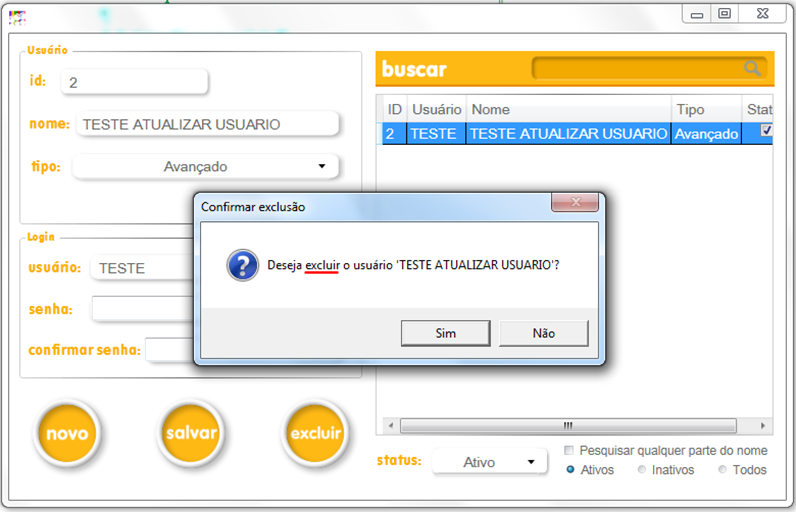 Usuário
id: 2
nome: TESTE ATUALIZAR USUARIO
tipo: Avançado
Login
usuário: TESTE
senha:
confirmar senha:
novo
salvar
excluir
buscar
ID Usuário Nome Tipo Stat
2 TESTE TESTE ATUALIZAR USUARIO Avançado
status: Ativo
Pesquisar qualquer parte do nome
Ativos Inativos Todos
Confirmar exclusão
Deseja excluir o usuário 'TESTE ATUALIZAR USUARIO'?
Sim
Não